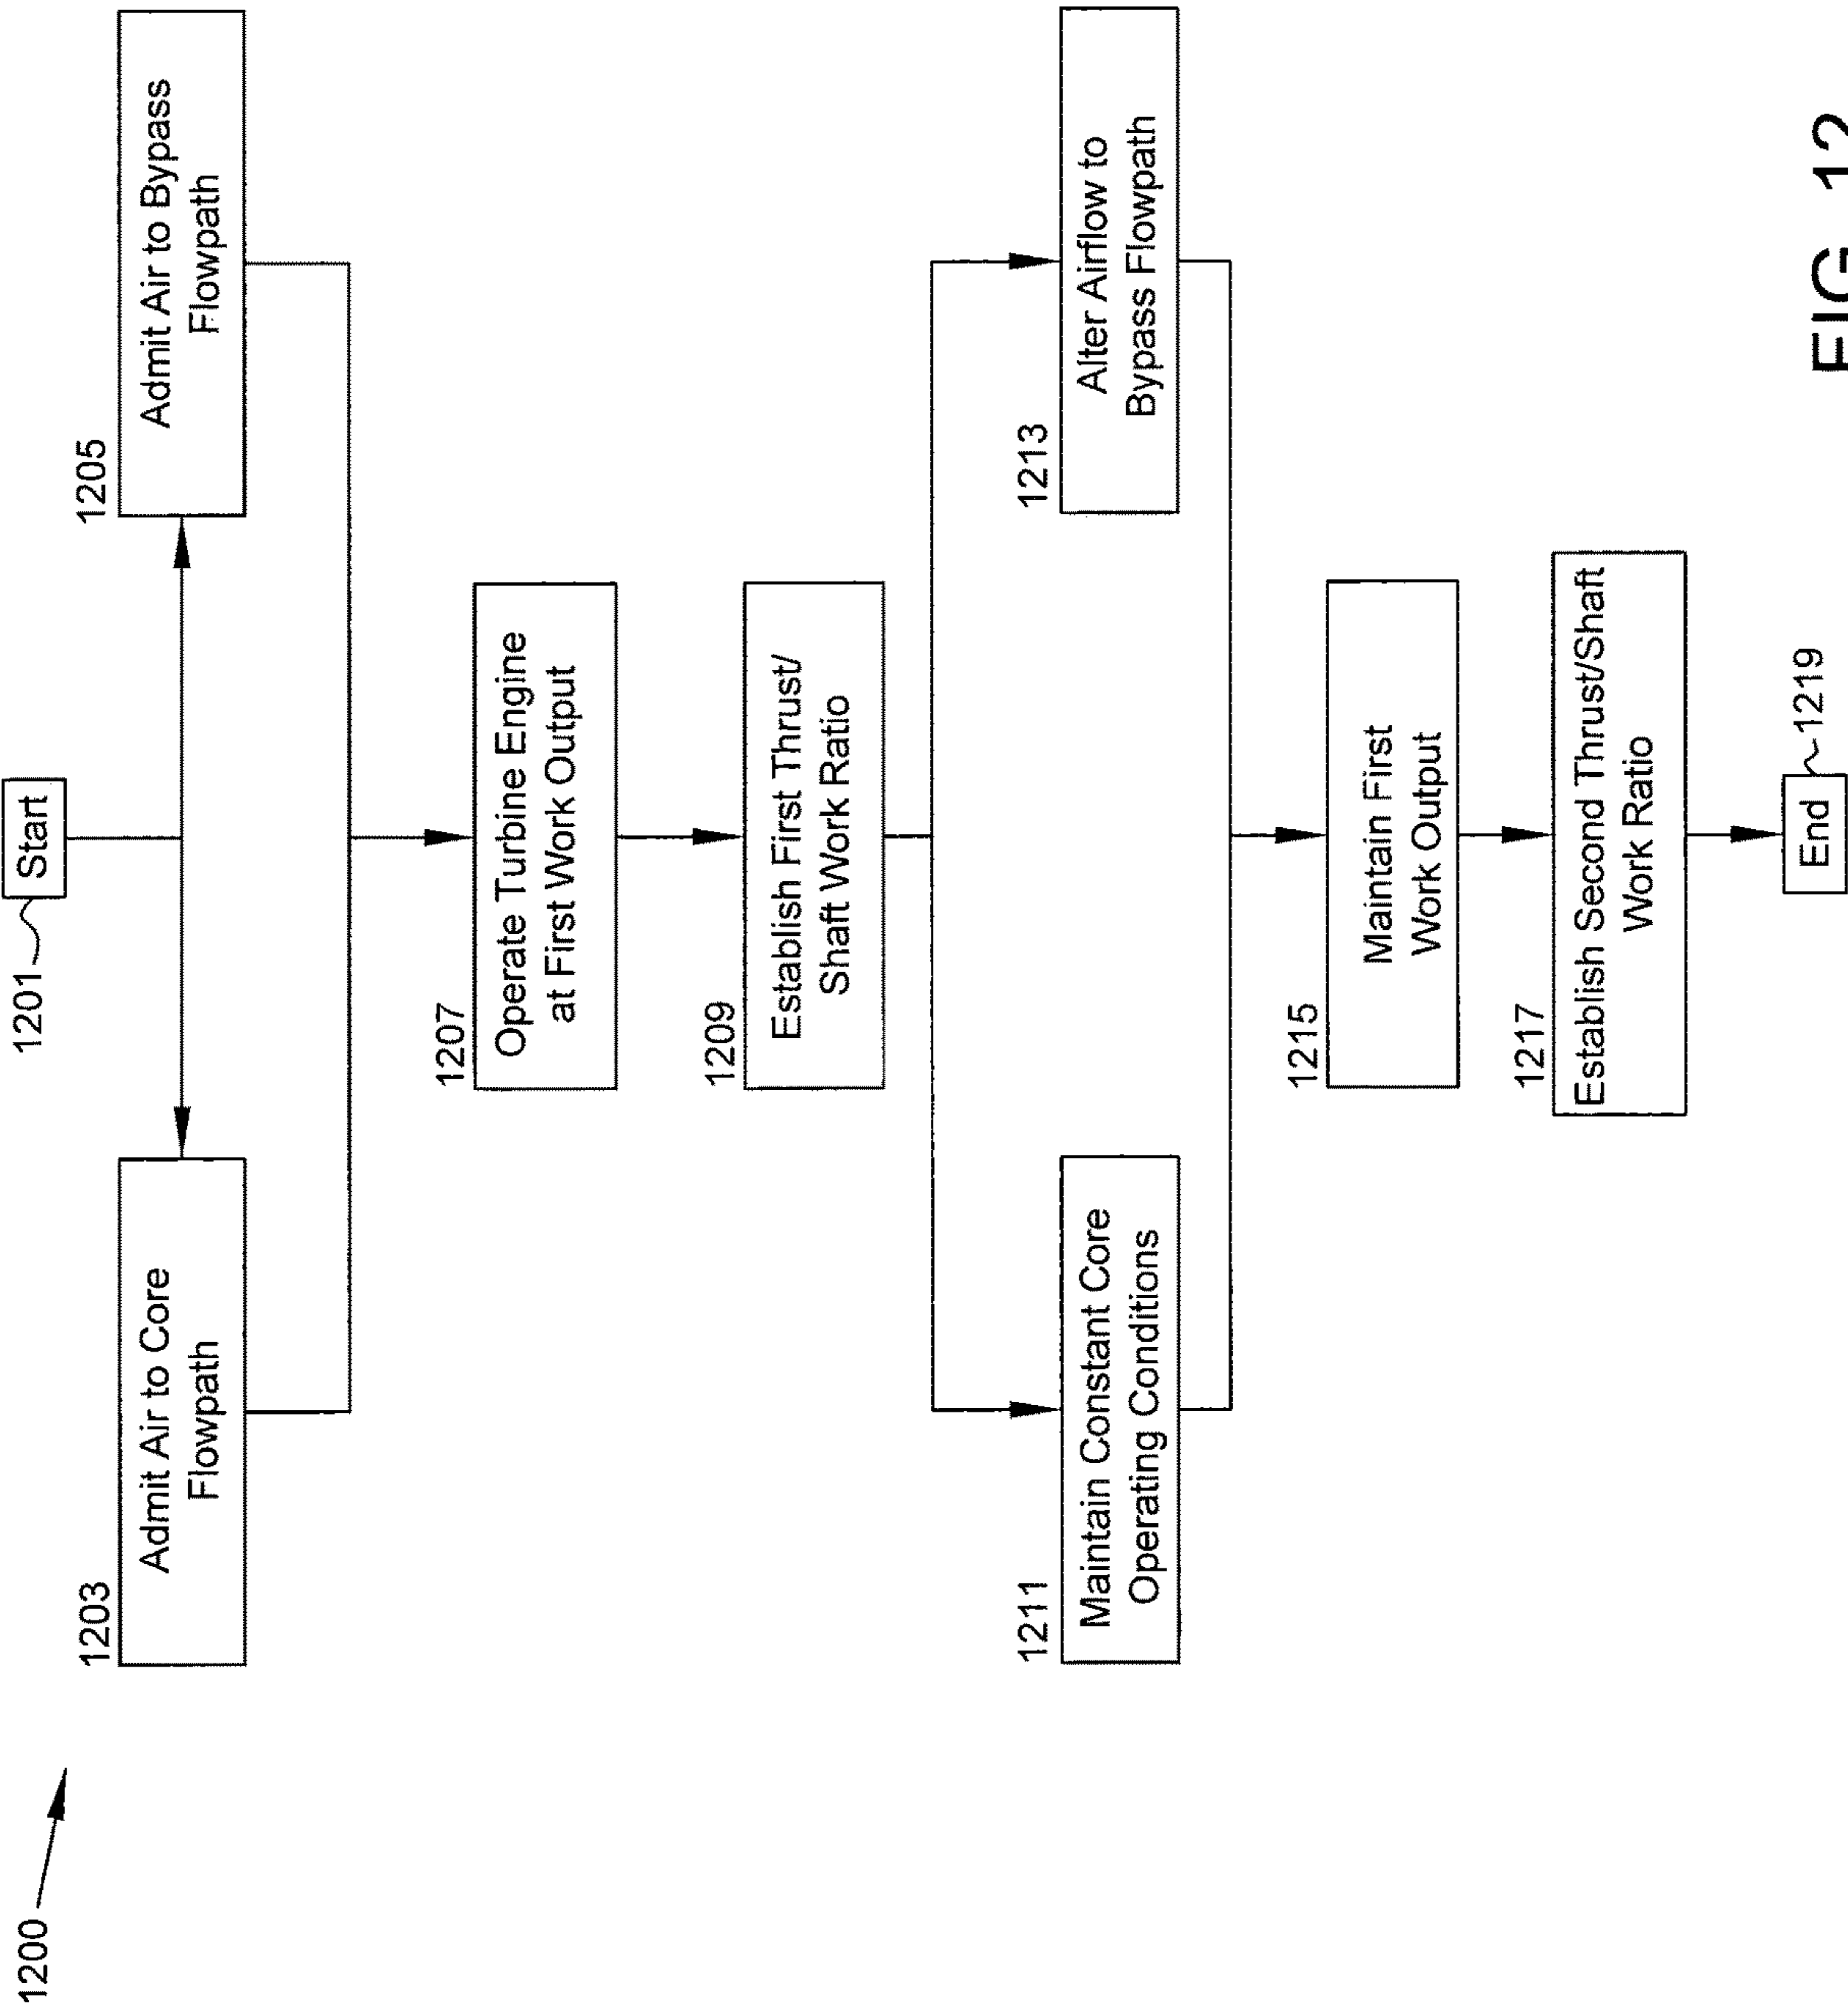 1200
1201
Start
1203
Admit Air to Core
Flowpath
1205
Admit Air to Bypass
Flowpath
1207
Operate Turbine Engine
at First Work Output
1209
Establish First Thrust/
Shaft Work Ratio
1211
Maintain Constant Core
Operating Conditions
1213
Alter Airflow to
Bypass Flowpath
1215
Maintain First
Work Output
1217
Establish Second Thrust/Shaft
Work Ratio
End
1219
FIG. 12